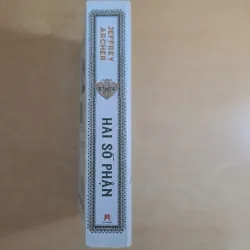 JEFFREY
ARCHER
HAI SỐ PHẬN